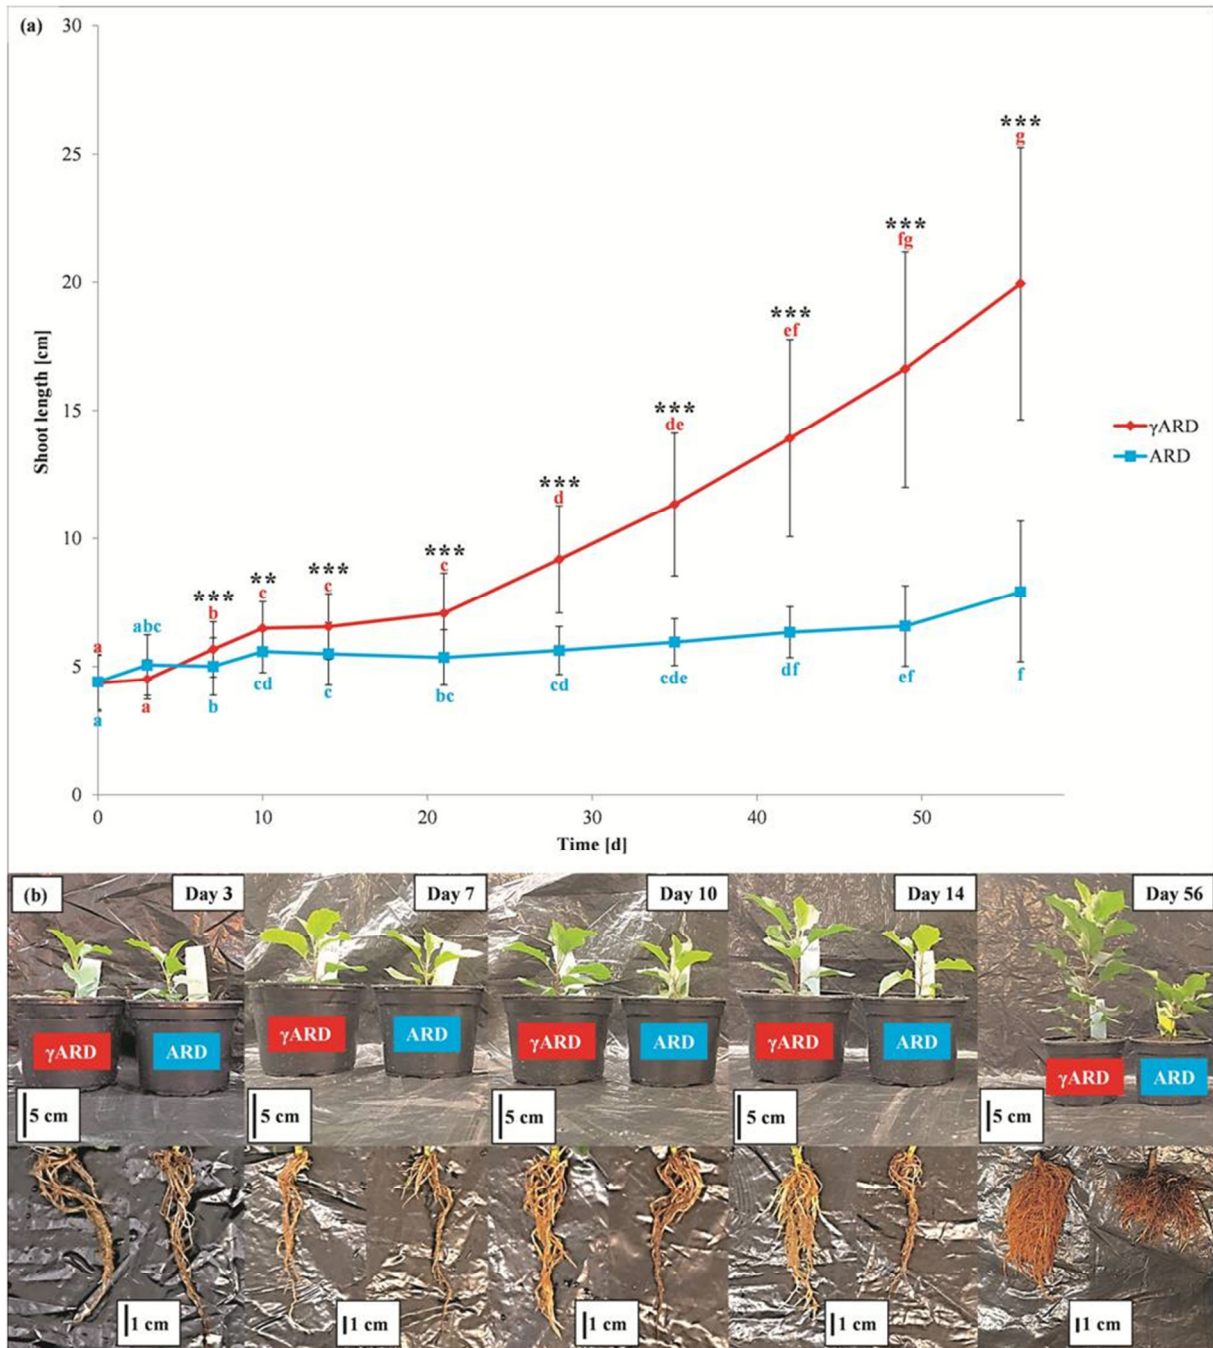 (a)
30
25
20
15
10
5
0
Shoot length [cm]
0 10 20 30 40 50
Time [d]
a a
abc a
*** b b
** c cd
*** c c
*** c bc
*** d cd
*** de cde
*** ef df
*** fg ef
*** g f
γARD
ARD
(b) Day 3 Day 7 Day 10 Day 14 Day 56
γARD ARD γARD ARD γARD ARD γARD ARD γARD ARD
5 cm 5 cm 5 cm 5 cm 5 cm
1 cm 1 cm 1 cm 1 cm 1 cm